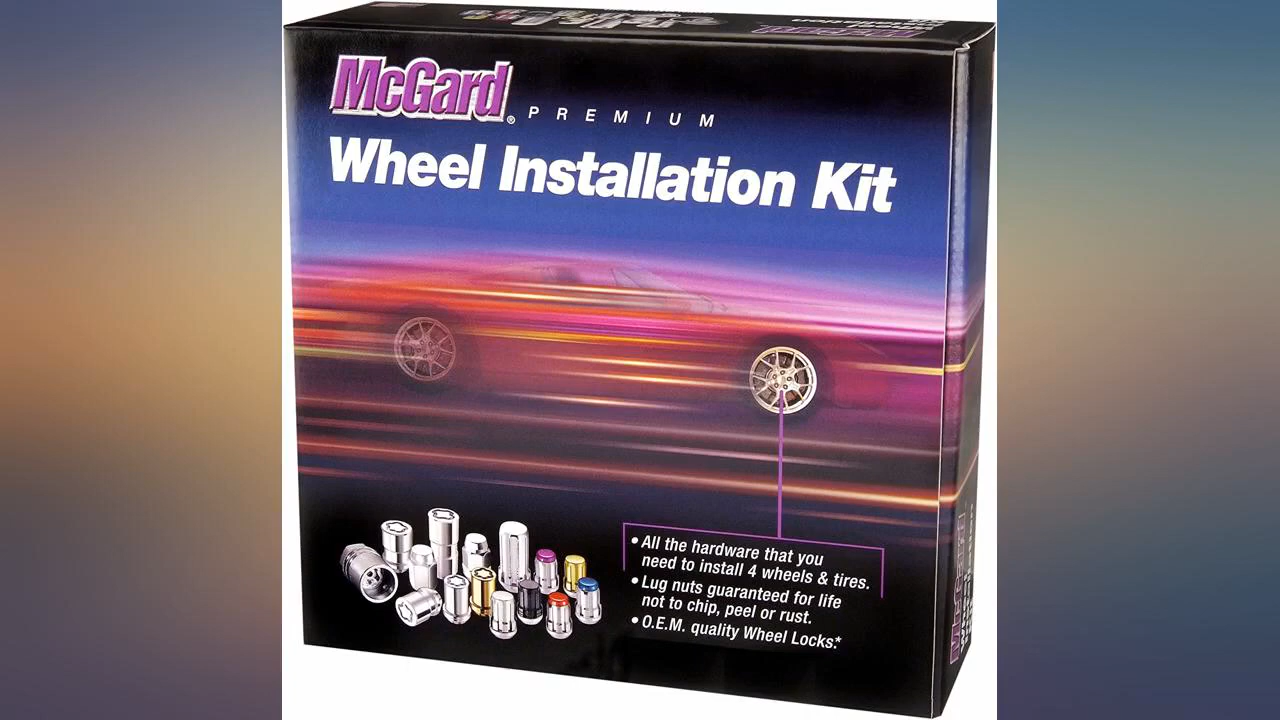 McGard® PREMIUM
Wheel Installation Kit
• All the hardware that you
need to install 4 wheels & tires.
• Lug nuts guaranteed for life
not to chip, peel or rust.
• O.E.M. quality Wheel Locks.*
McGard